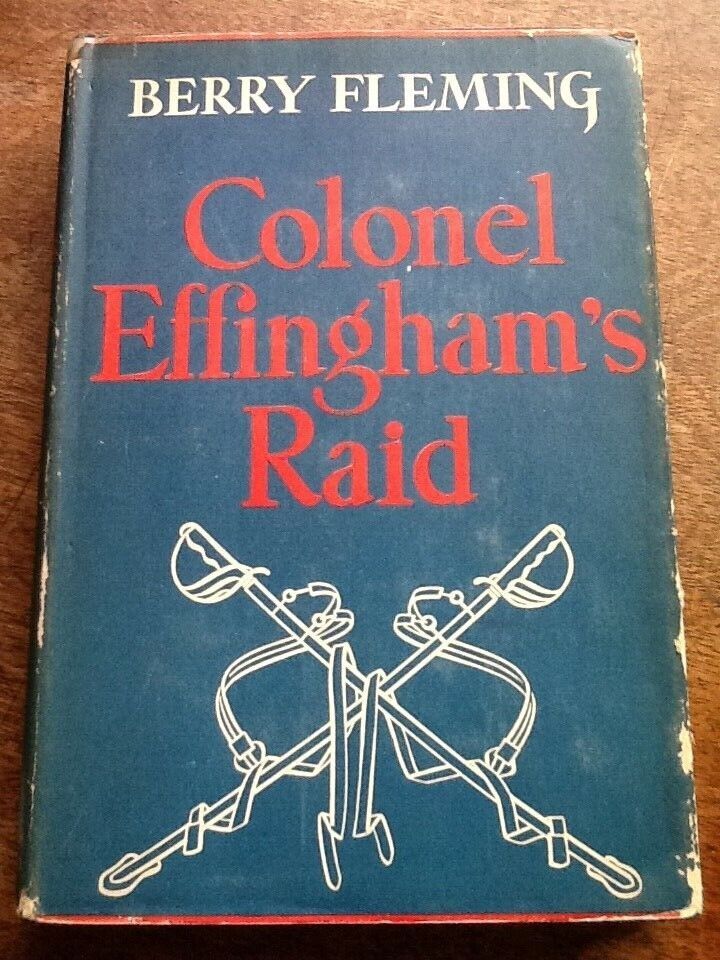 BERRY FLEMING
Colonel
Effingham's
Raid